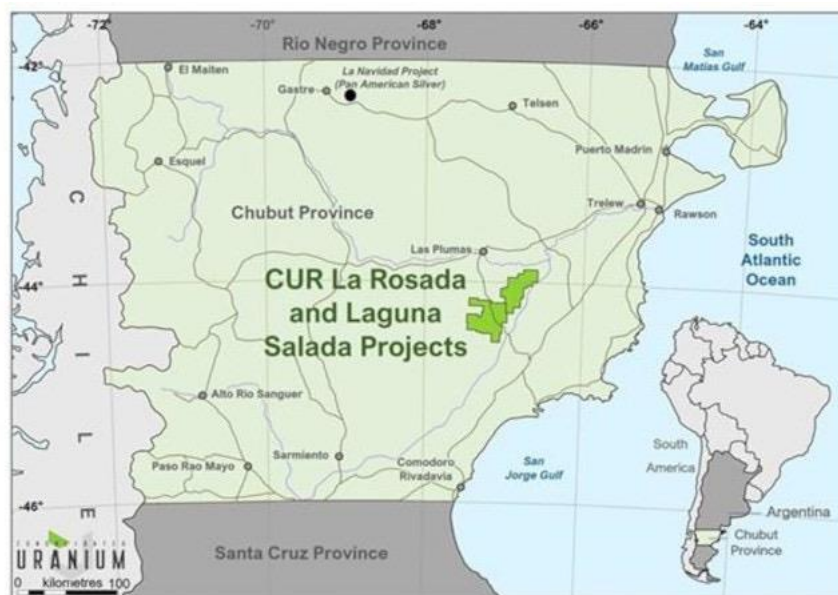 -72°
-70°
-68°
-66°
-64°
Rio Negro Province
San
Matias Gulf
-42°
El Maiten
La Navidad Project
(Pan American Silver)
Gastre
Telsen
Puerto Madrin
Esquel
Trelew
Rawson
Chubut Province
Las Plumas
South
Atlantic
Ocean
CHILE
-44°
CUR La Rosada
and Laguna
Salada Projects
Alto Rio Sanguer
Sarmiento
Paso Rao Mayo
Comodoro
Rivadavia
San
Jorge Gulf
South
America
-46°
Argentina
Chubut
Province
Santa Cruz Province
CONSOLIDATED
URANIUM
0 kilometres 100